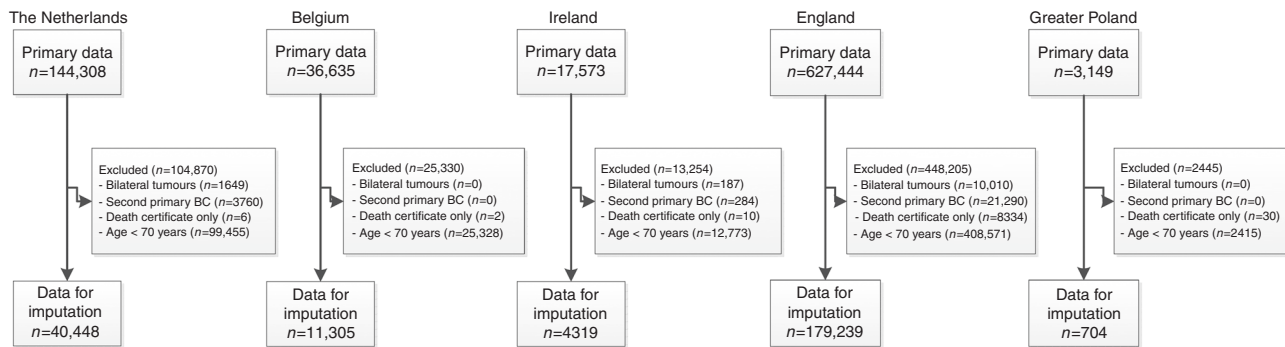 The Netherlands
Primary data
n=144,308
Excluded (n=104,870)
- Bilateral tumours (n=1649)
- Second primary BC (n=3760)
- Death certificate only (n=6)
- Age < 70 years (n=99,455)
Data for
imputation
n=40,448
Belgium
Primary data
n=36,635
Excluded (n=25,330)
- Bilateral tumours (n=0)
- Second primary BC (n=0)
- Death certificate only (n=2)
- Age < 70 years (n=25,328)
Data for
imputation
n=11,305
Ireland
Primary data
n=17,573
Excluded (n=13,254)
- Bilateral tumours (n=187)
- Second primary BC (n=284)
- Death certificate only (n=10)
- Age < 70 years (n=12,773)
Data for
imputation
n=4319
England
Primary data
n=627,444
Excluded (n=448,205)
- Bilateral tumours (n=10,010)
- Second primary BC (n=21,290)
- Death certificate only (n=8334)
- Age < 70 years (n=408,571)
Data for
imputation
n=179,239
Greater Poland
Primary data
n=3,149
Excluded (n=2445)
- Bilateral tumours (n=0)
- Second primary BC (n=0)
- Death certificate only (n=30)
- Age < 70 years (n=2415)
Data for
imputation
n=704